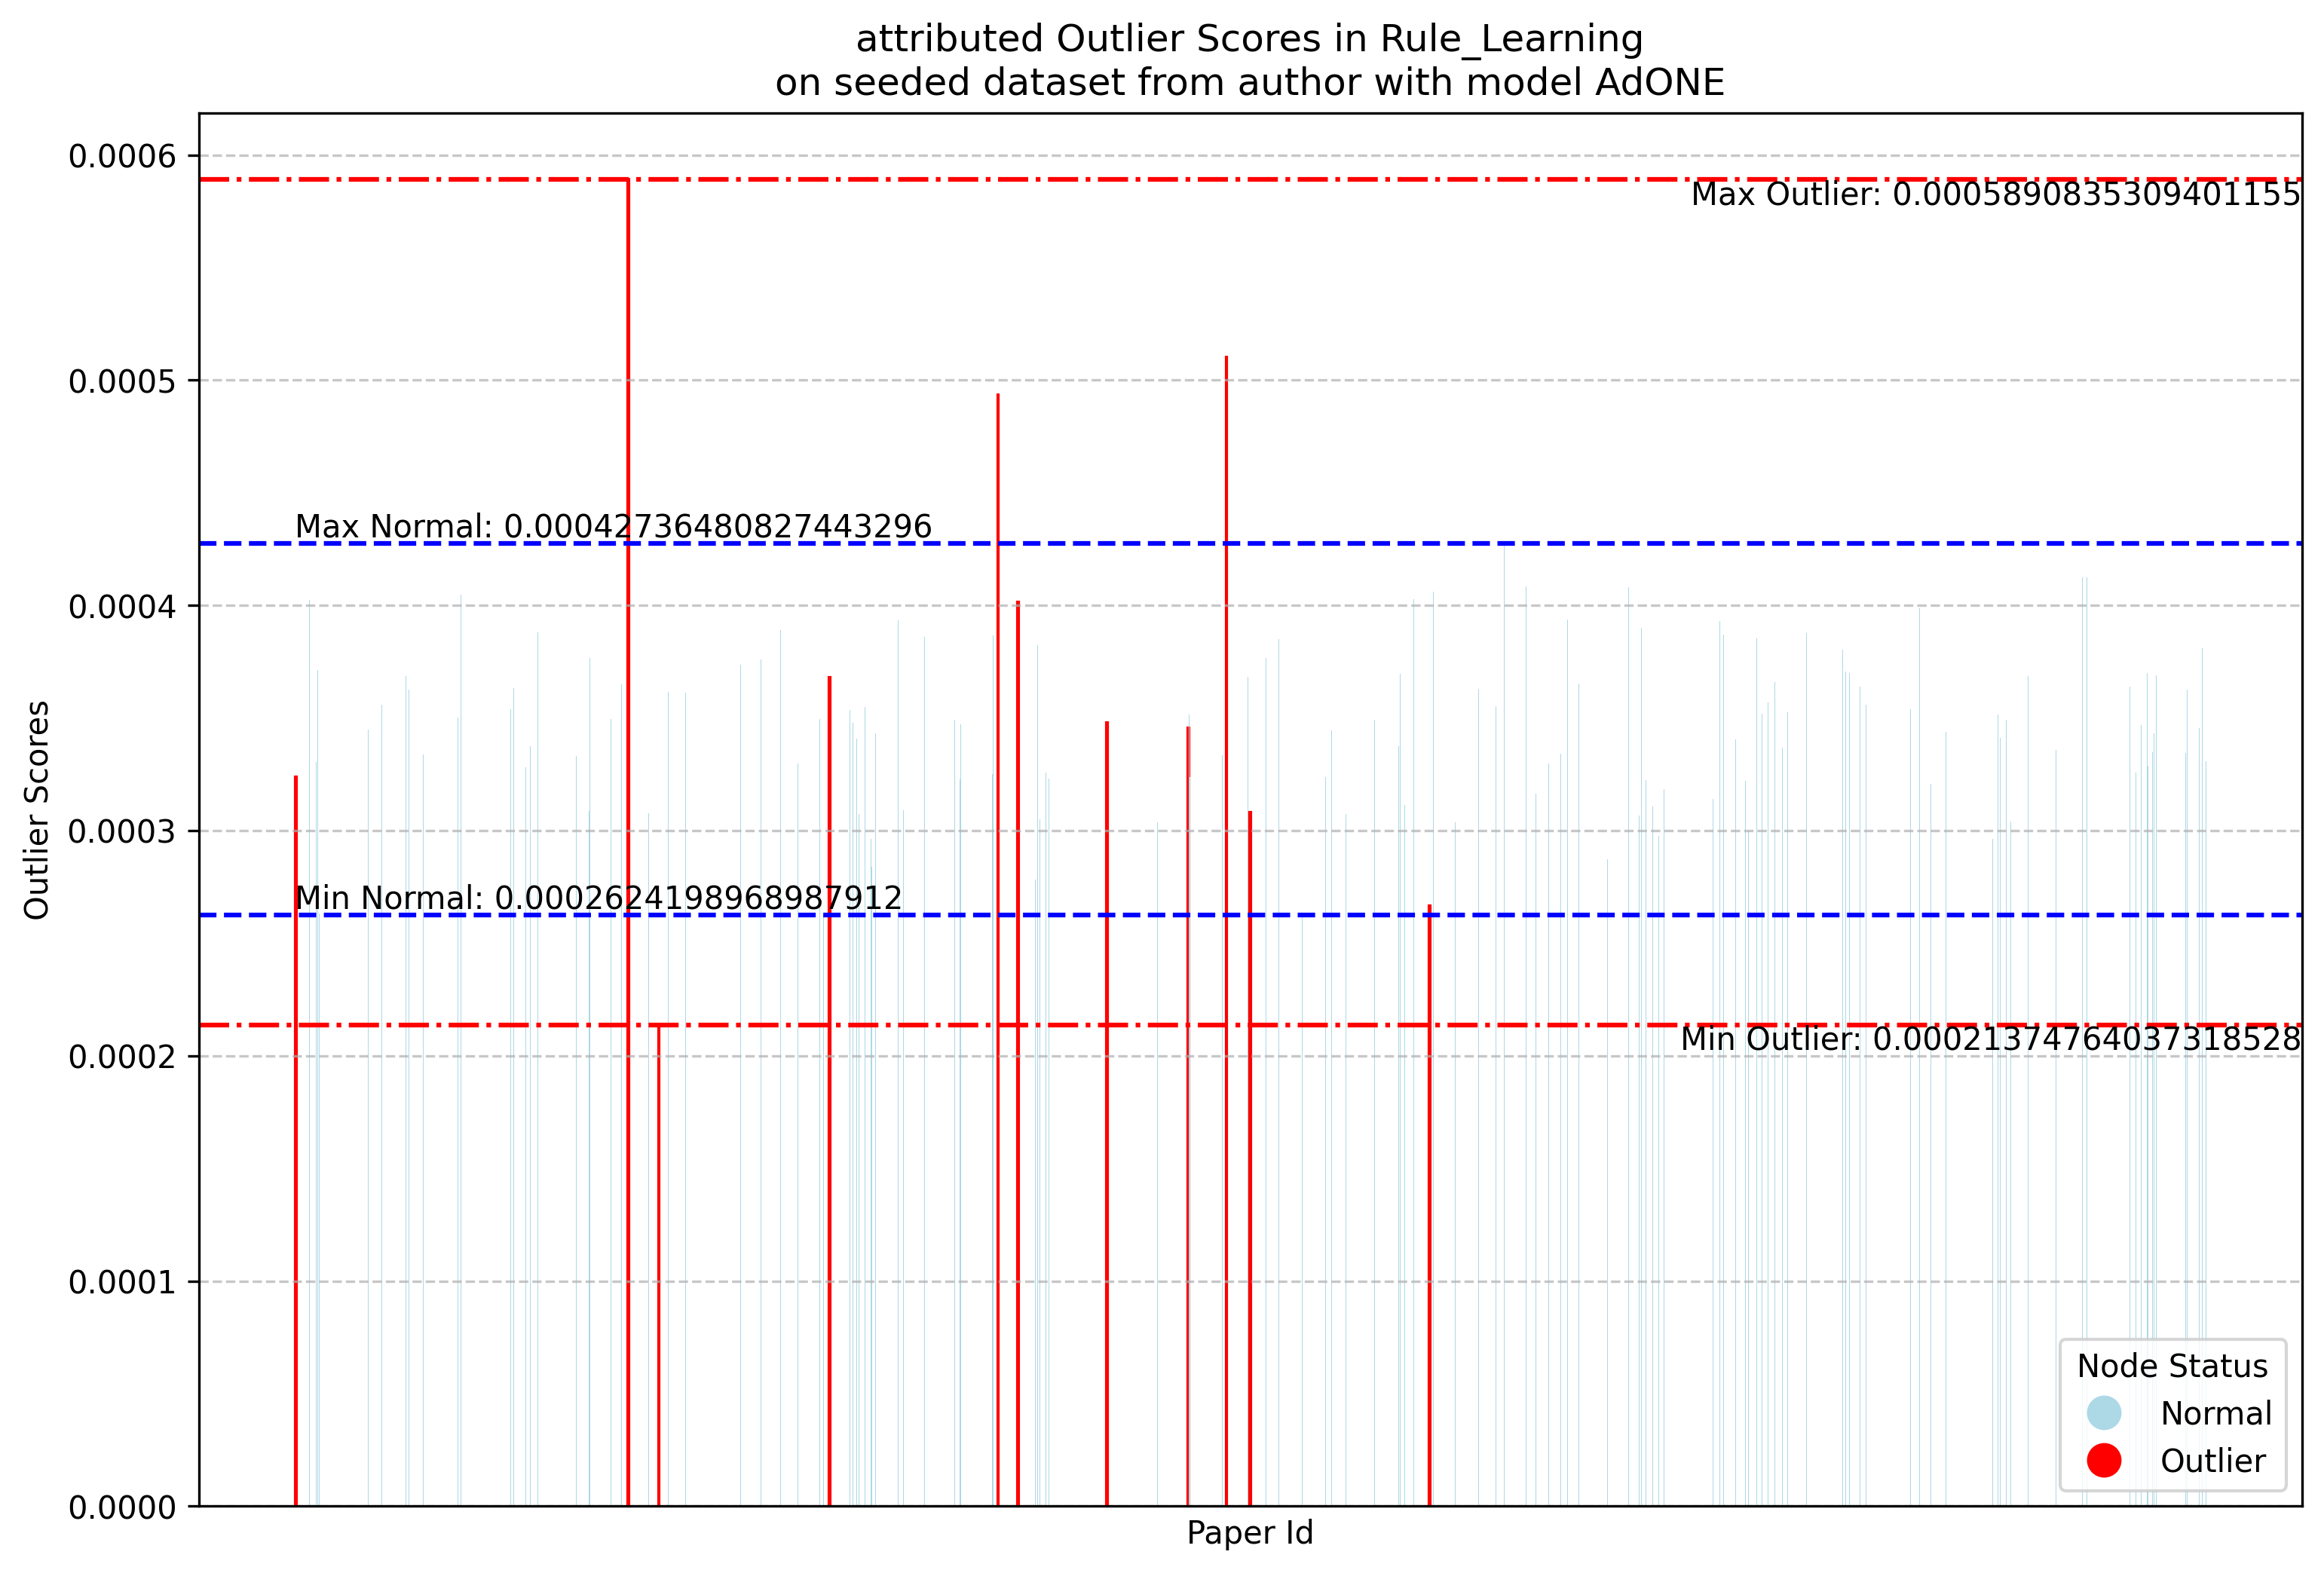 attributed Outlier Scores in Rule_Learning
on seeded dataset from author with model AdONE
0.0006
Max Outlier: 0.0005890835309401155
0.0005
Max Normal: 0.00042736480827443296
0.0004
Outlier Scores
0.0003
Min Normal: 0.0002624198968987912
Min Outlier: 0.00021374764037318528
0.0002
0.0001
Node Status
Normal
Outlier
0.0000
Paper Id